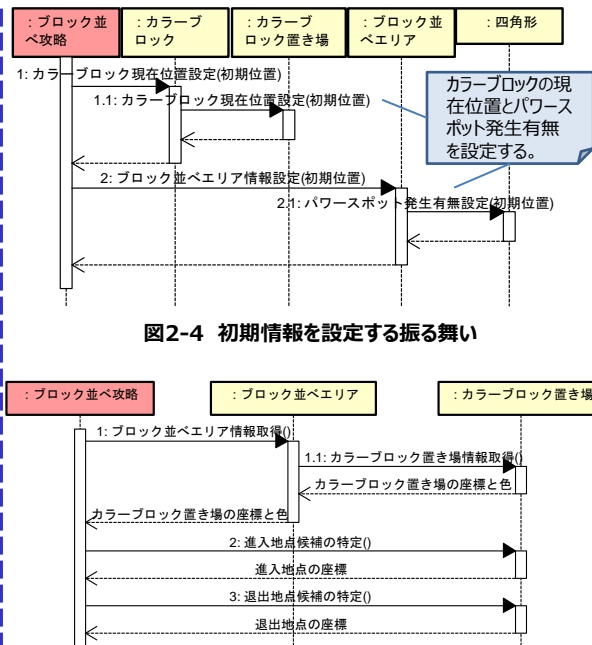 : ブロック並
べ攻略
: カラーブ
ロック
: カラーブ
ロック置き場
: ブロック並
べエリア
: 四角形
1: カラーブロック現在位置設定(初期位置)
1.1: カラーブロック現在位置設定(初期位置)
カラーブロックの現
在位置とパワース
ポット発生有無
を設定する。
2: ブロック並べエリア情報設定(初期位置)
2.1: パワースポット発生有無設定(初期位置)
図2-4 初期情報を設定する振る舞い
: ブロック並べ攻略
: ブロック並べエリア
: カラーブロック置き場
1: ブロック並べエリア情報取得()
1.1: カラーブロック置き場情報取得()
カラーブロック置き場の座標と色
カラーブロック置き場の座標と色
2: 進入地点候補の特定()
進入地点の座標
3: 退出地点候補の特定()
退出地点の座標